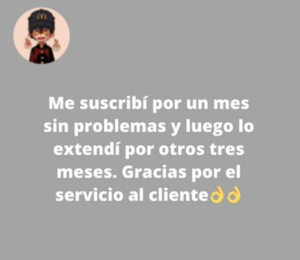 Me suscribí por un mes
sin problemas y luego lo
extendí por otros tres
meses. Gracias por el
servicio al cliente👌👌